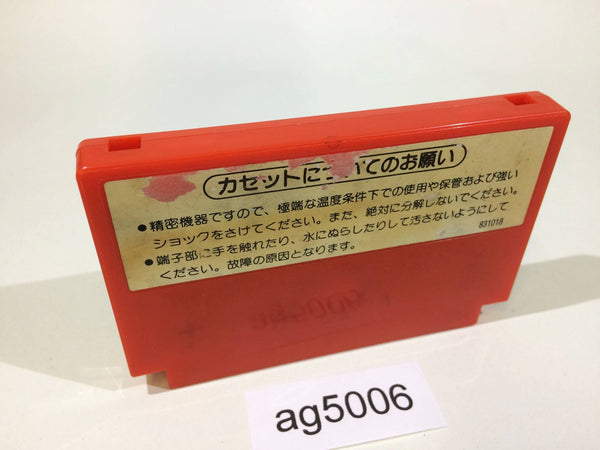 カセットについてのお願い
●精密機器ですので、極端な温度条件下での使用や保管および強い
ショックをさけてください。また、絶対に分解しないでください。
●端子部に手を触れたり、水にぬらしたりして汚さないようにして
ください。故障の原因となります。
831018
ag5006